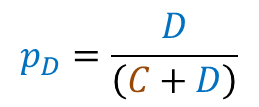 p_D = D / (C + D)